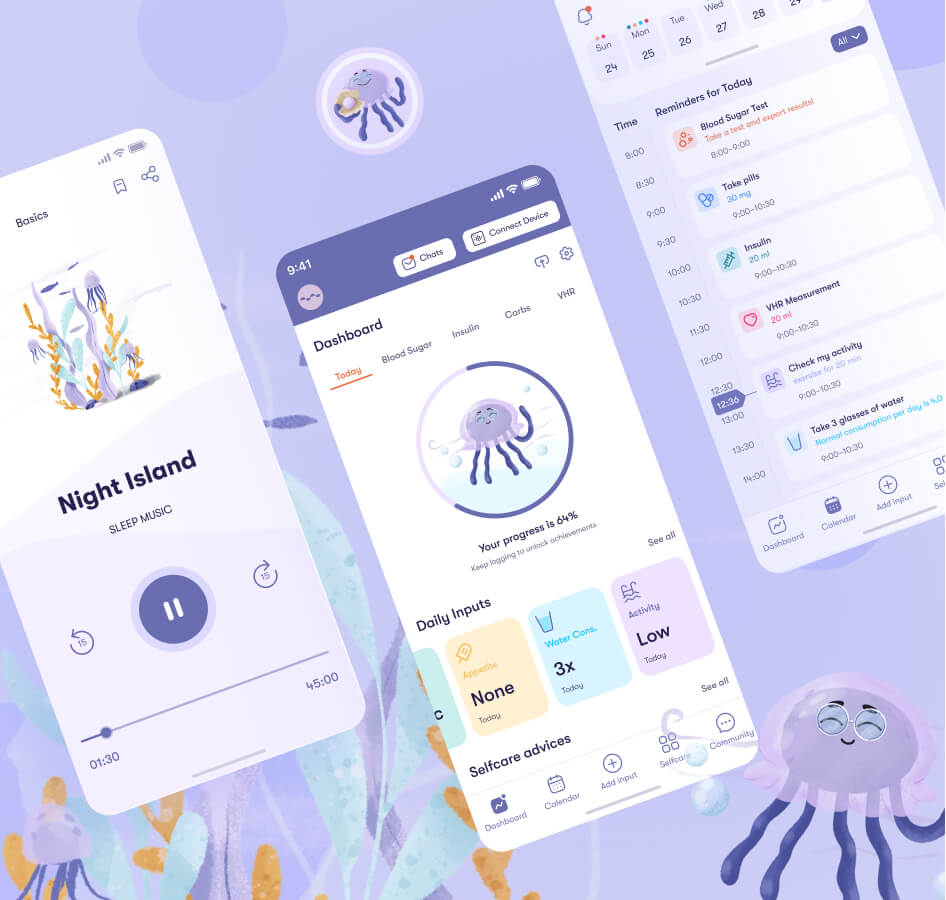 Basics
Night Island
SLEEP MUSIC
15
15
45:00
01:30
9:41
Chats
Connect Device
Dashboard
Today
Blood Sugar
Insulin
Carbs
VHR
Your progress is 64%
Keep logging to unlock achievements
See all
Daily Inputs
c
Appetite
None
Today
Water Cons.
3x
Today
Activity
Low
Today
See all
Selfcare advices
Dashboard
Calendar
Add input
Selfcare
Community
Sun
24
Mon
25
Tue
26
Wed
27
28
29
All
Time
Reminders for Today
8:00
8:30
9:00
9:30
10:00
10:30
11:30
12:00
12:30
12:36
13:00
13:30
14:00
Blood Sugar Test
Take a test and export results!
8:00–9:00
Take pills
30 mg
9:00–10:30
Insulin
20 ml
9:00–10:30
VHR Measurement
20 ml
9:00–10:30
Check my activity
exersise for 20 min
9:00–10:30
Take 3 glasses of water
Normal consumption per day is 4.0
9:00–10:30
Dashboard
Calendar
Add input
Sel